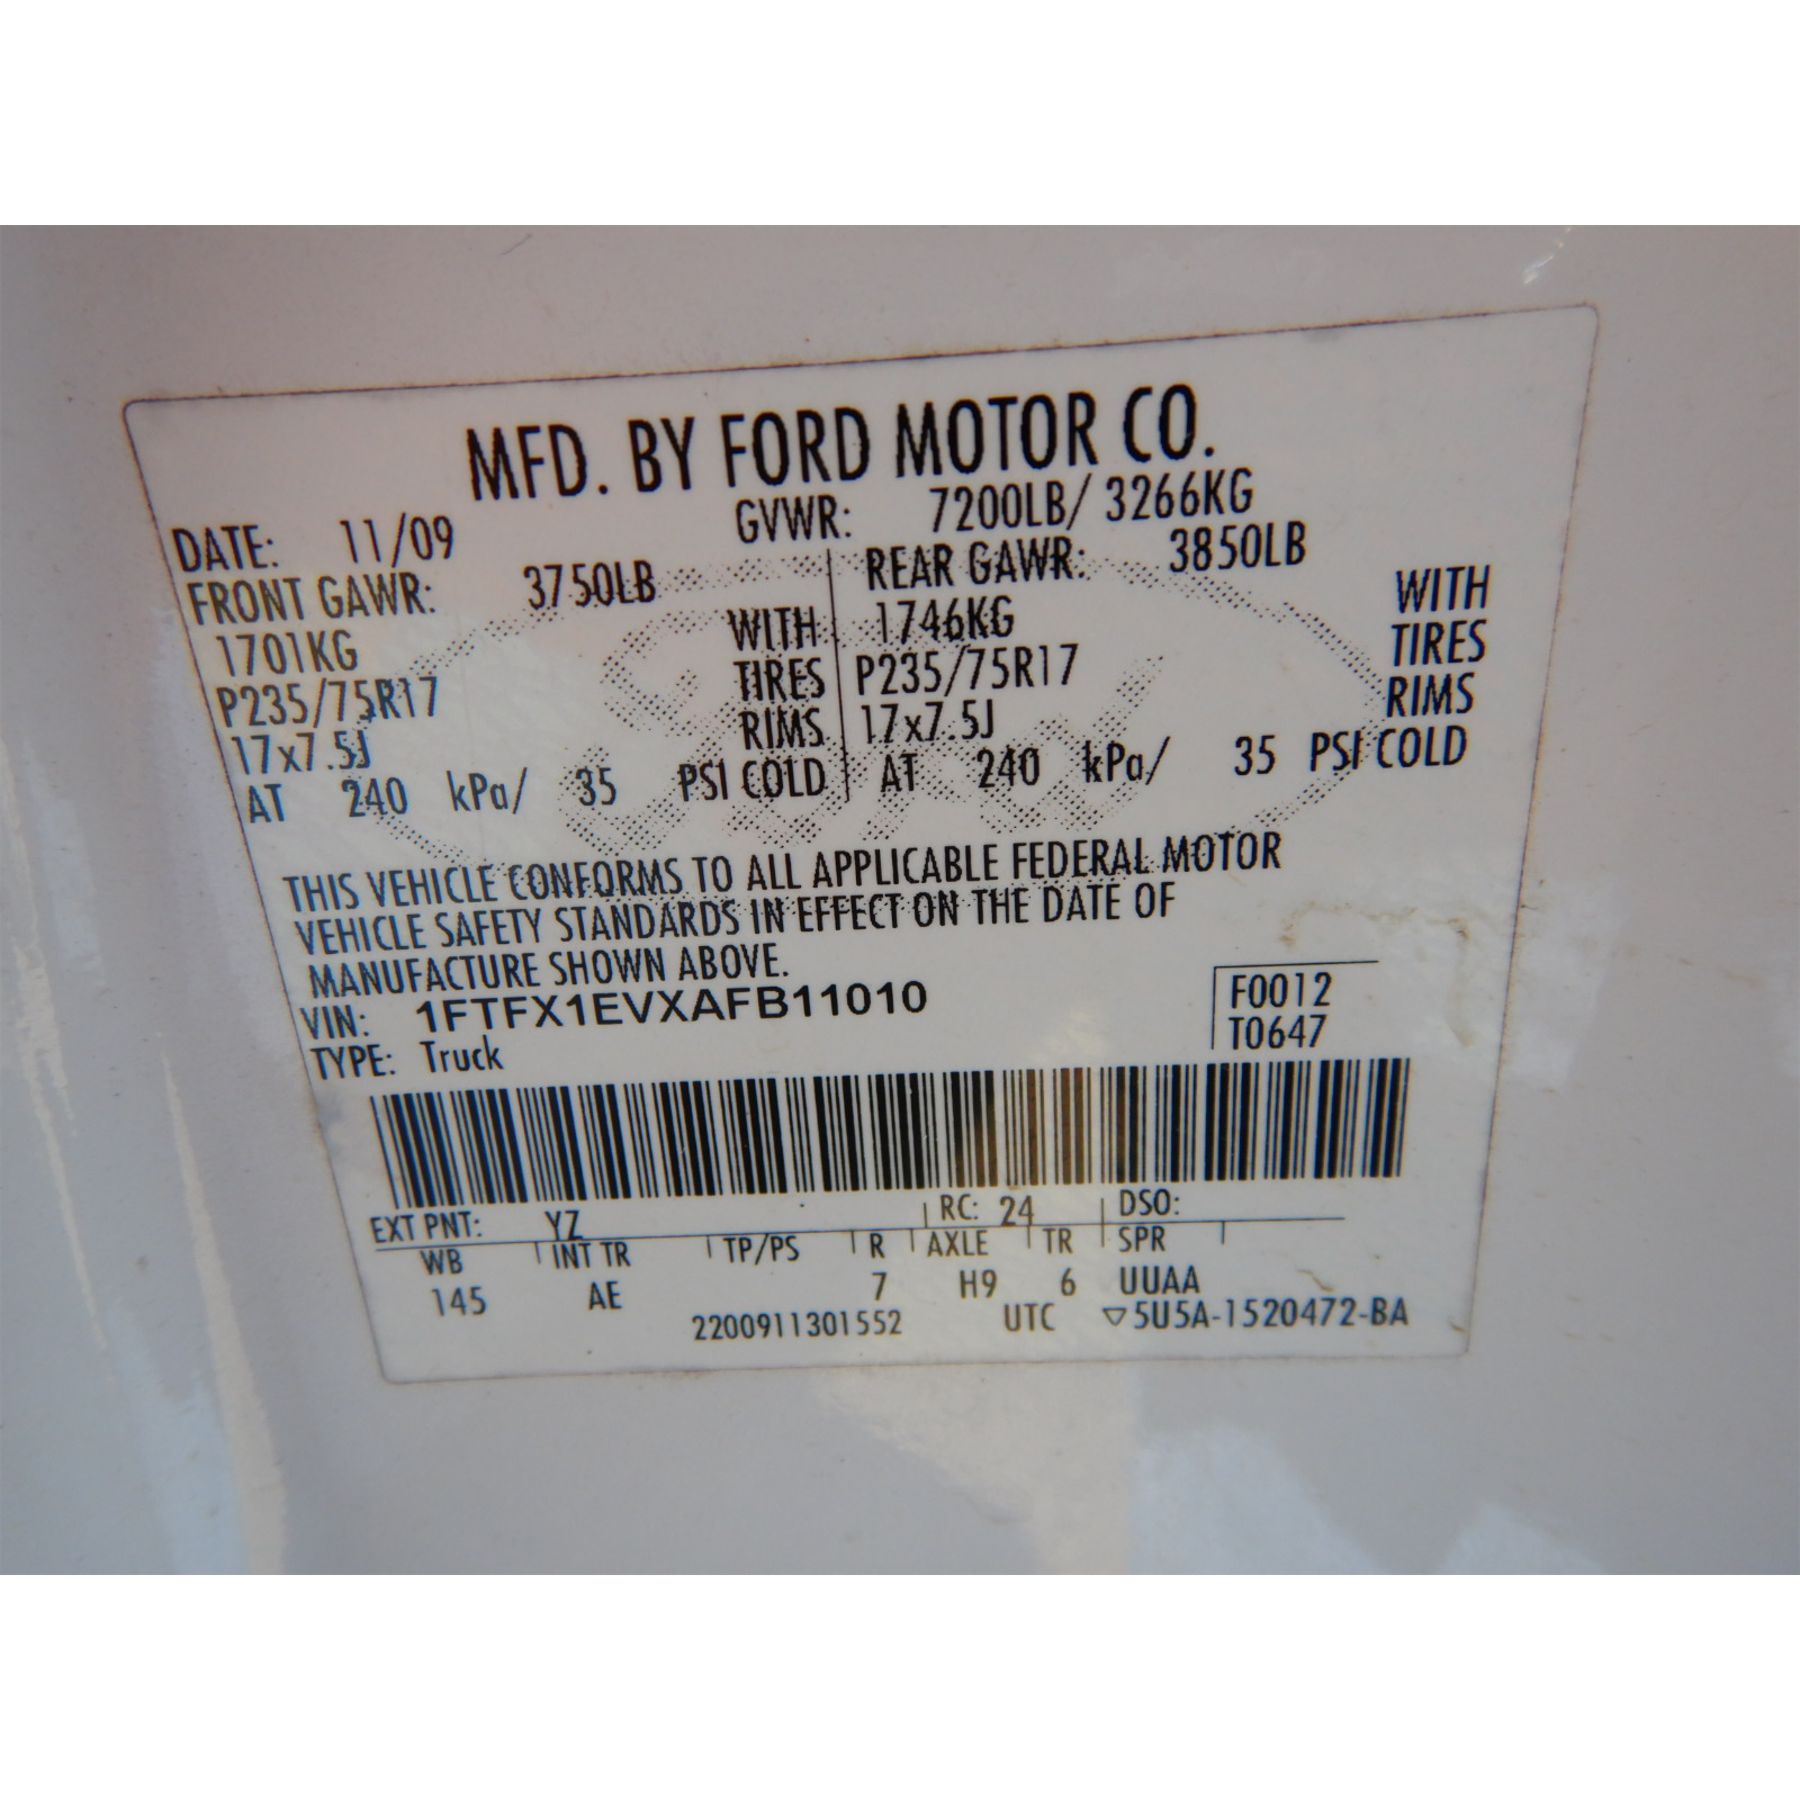 MFD. BY FORD MOTOR CO.
DATE: 11/09 GVWR: 7200LB/ 3266KG
FRONT GAWR: 3750LB REAR GAWR: 3850LB
1701KG WITH 1746KG WITH
P235/75R17 TIRES P235/75R17 TIRES
17x7.5J RIMS 17x7.5J RIMS
AT 240 kPa/ 35 PSI COLD AT 240 kPa/ 35 PSI COLD
THIS VEHICLE CONFORMS TO ALL APPLICABLE FEDERAL MOTOR
VEHICLE SAFETY STANDARDS IN EFFECT ON THE DATE OF
MANUFACTURE SHOWN ABOVE.
VIN: 1FTFX1EVXAFB11010 F0012
TYPE: Truck T0647
EXT PNT: YZ RC: 24 DSO:
WB INT TR TP/PS R AXLE TR SPR
145 AE 7 H9 6 UUAA
2200911301552 UTC ▽5U5A-1520472-BA